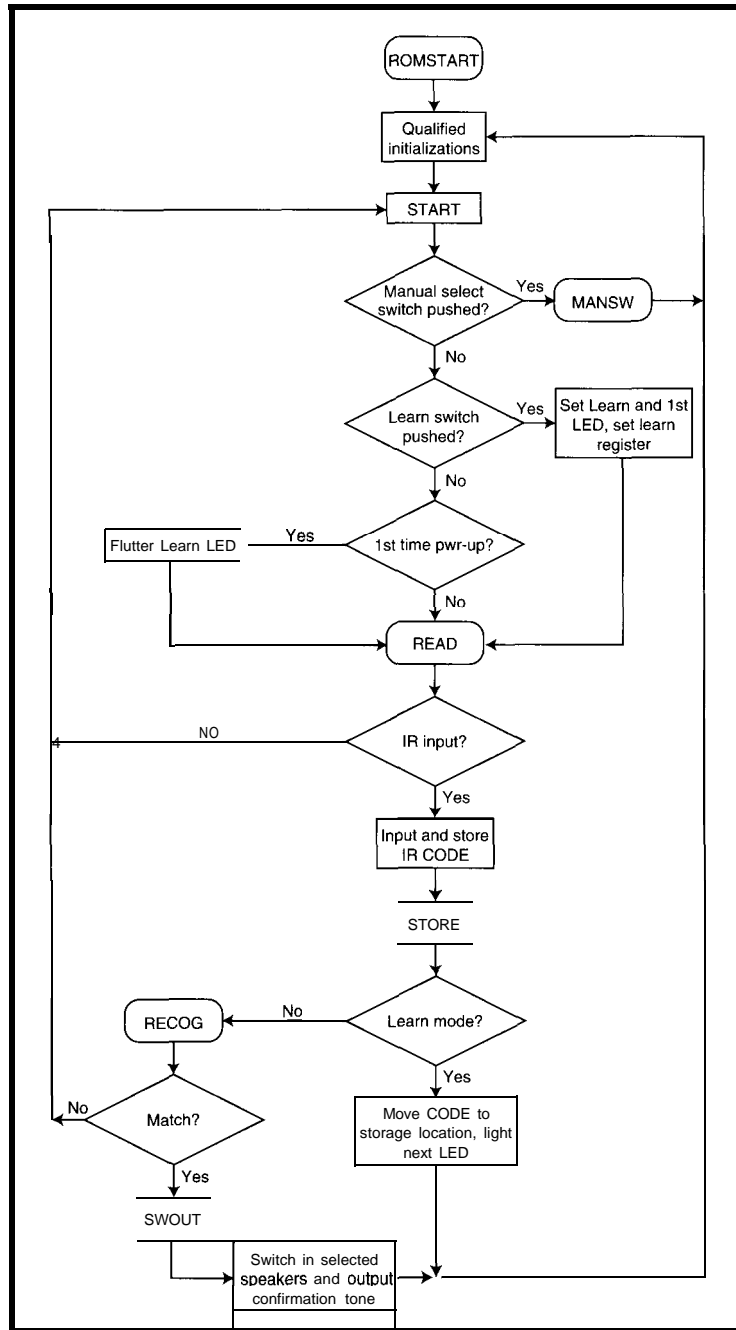 ROMSTART
Qualified
initializations
START
Manual select
switch pushed?
Yes
MANSW
No
Learn switch
pushed?
Yes
Set Learn and 1st
LED, set learn
register
No
Flutter Learn LED
Yes
1st time pwr-up?
No
READ
4
NO
IR input?
Yes
Input and store
IR CODE
STORE
RECOG
No
Learn mode?
No
Match?
Yes
Move CODE to
storage location, light
next LED
Yes
SWOUT
Switch in selected
speakers and output
confirmation tone